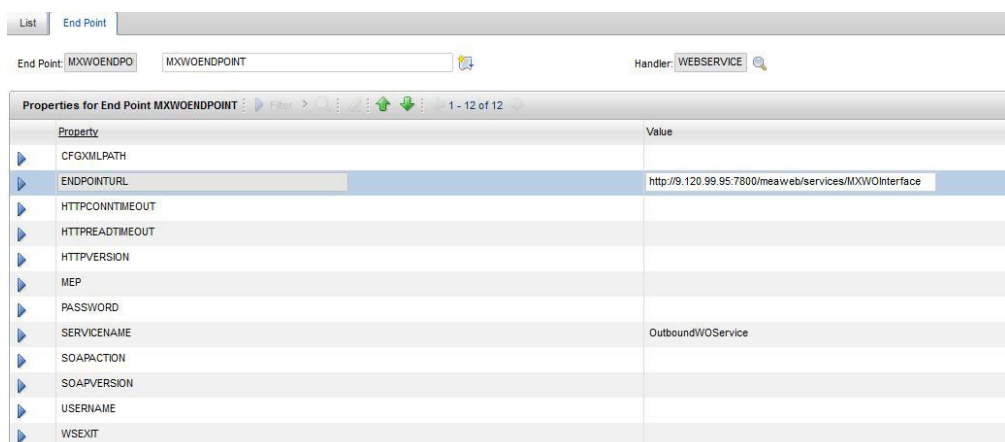 List End Point
End Point: MXWOENDPO MXWOENDPOINT Handler: WEBSERVICE
Properties for End Point MXWOENDPOINT Filter 1 - 12 of 12
Property Value
CFGXMLPATH
ENDPOINTURL http://9.120.99.95:7800/meaweb/services/MXWOInterface
HTTPCONNTIMEOUT
HTTPREADTIMEOUT
HTTPVERSION
MEP
PASSWORD
SERVICENAME OutboundWOService
SOAPACTION
SOAPVERSION
USERNAME
WSEXIT